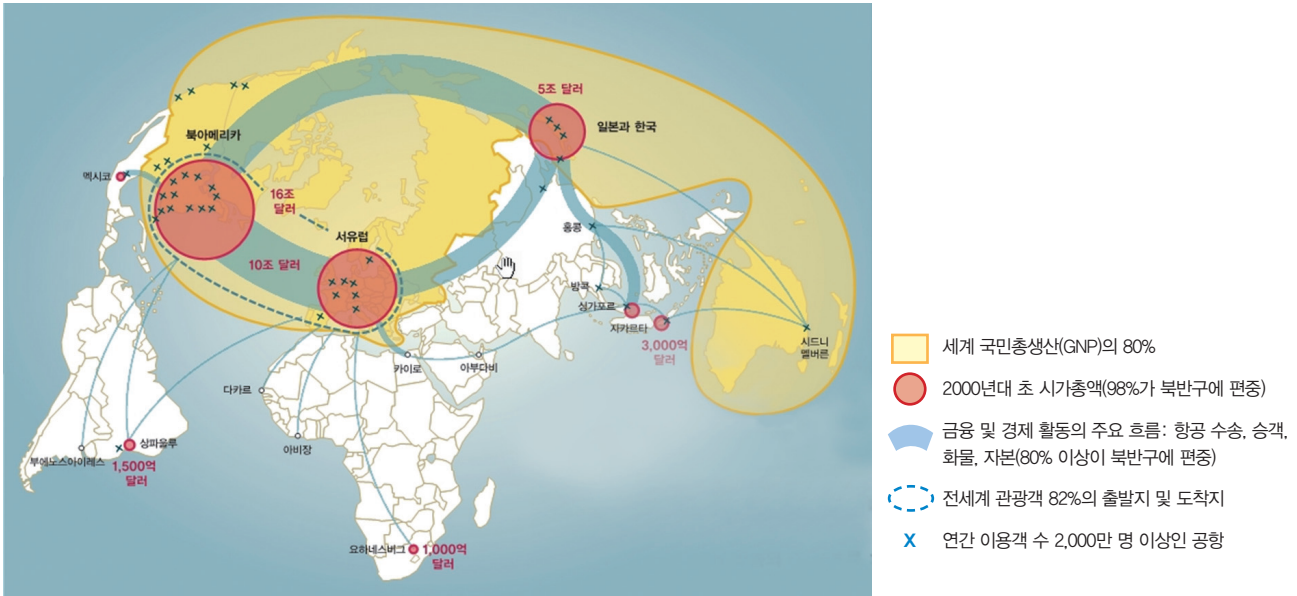 5조 달러
일본과 한국
북아메리카
멕시코
16조
달러
서유럽
10조 달러
홍콩
방콕
싱가포르
자카르타
3,000억
달러
시드니
멜버른
카이로
아부다비
다카르
아비장
상파울루
부에노스아이레스
1,500억
달러
요하네스버그
1,000억
달러
세계 국민총생산(GNP)의 80%
2000년대 초 시가총액(98%가 북반구에 편중)
금융 및 경제 활동의 주요 흐름: 항공 수송, 승객,
화물, 자본(80% 이상이 북반구에 편중)
전세계 관광객 82%의 출발지 및 도착지
연간 이용객 수 2,000만 명 이상인 공항